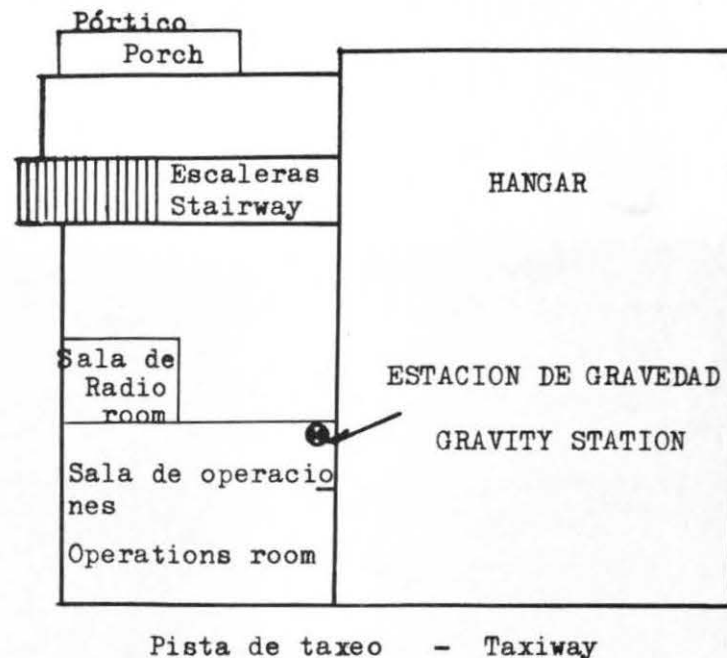 Pórtico
Porch
Escaleras
Stairway
HANGAR
Sala de
Radio
room
ESTACION DE GRAVEDAD
GRAVITY STATION
Sala de operacio
nes
Operations room
Pista de taxeo - Taxiway